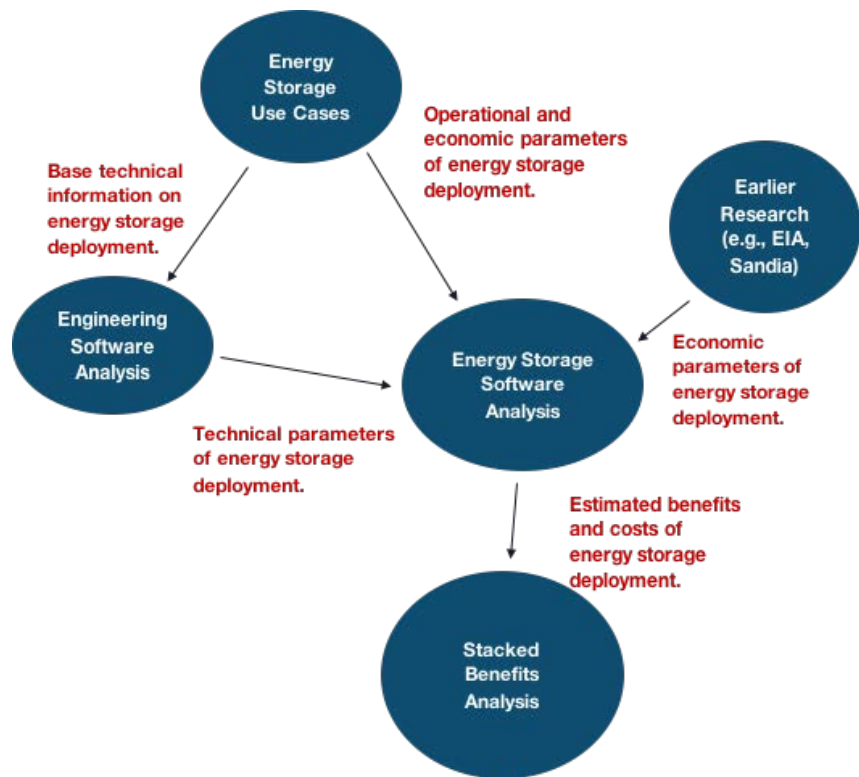 Energy
Storage
Use Cases
Operational and
economic parameters
of energy storage
deployment.
Base technical
information on
energy storage
deployment.
Earlier
Research
(e.g., EIA,
Sandia)
Engineering
Software
Analysis
Energy Storage
Software
Analysis
Economic
parameters of
energy storage
deployment.
Technical parameters
of energy storage
deployment.
Estimated benefits
and costs of
energy storage
deployment.
Stacked
Benefits
Analysis